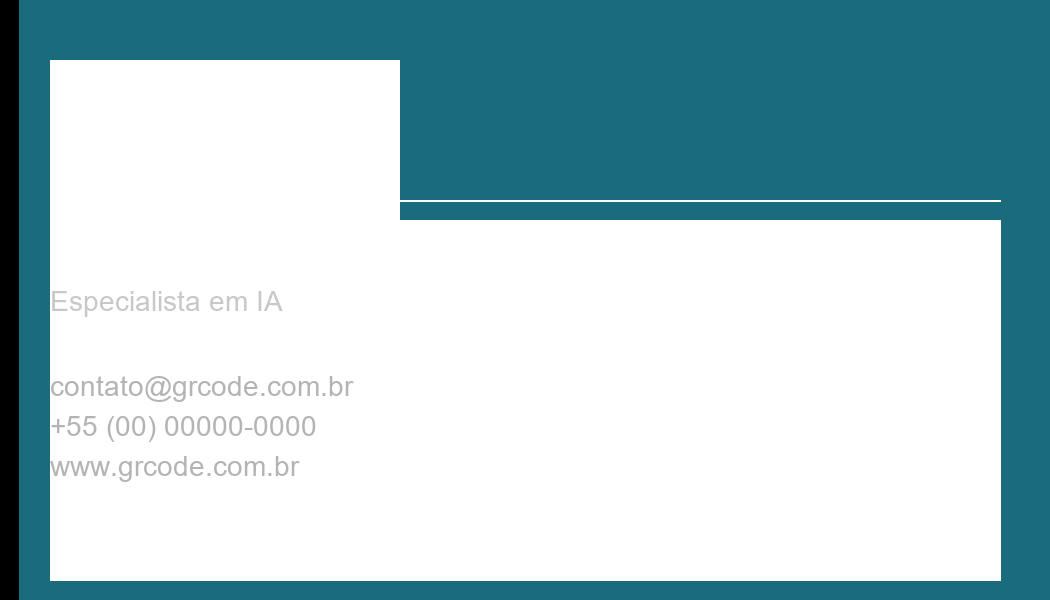 Especialista em IA
contato@grcode.com.br
+55 (00) 00000-0000
www.grcode.com.br